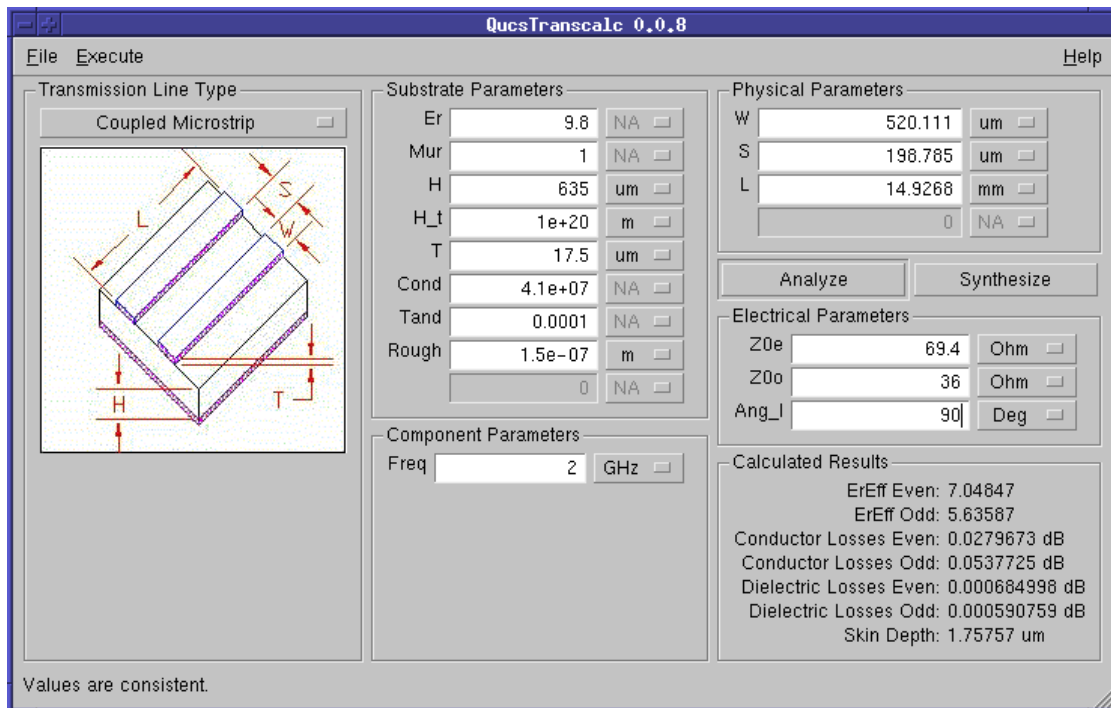 QucsTranscalc 0.0.8
File Execute Help
Transmission Line Type
Coupled Microstrip
S
W
L
H
T
Substrate Parameters
Er 9.8 NA
Mur 1 NA
H 635 um
H_t 1e+20 m
T 17.5 um
Cond 4.1e+07 NA
Tand 0.0001 NA
Rough 1.5e-07 m
0 NA
Component Parameters
Freq 2 GHz
Physical Parameters
W 520.111 um
S 198.785 um
L 14.9268 mm
0 NA
Analyze Synthesize
Electrical Parameters
Z0e 69.4 Ohm
Z0o 36 Ohm
Ang_l 90 Deg
Calculated Results
ErEff Even: 7.04847
ErEff Odd: 5.63587
Conductor Losses Even: 0.0279673 dB
Conductor Losses Odd: 0.0537725 dB
Dielectric Losses Even: 0.000684998 dB
Dielectric Losses Odd: 0.000590759 dB
Skin Depth: 1.75757 um
Values are consistent.